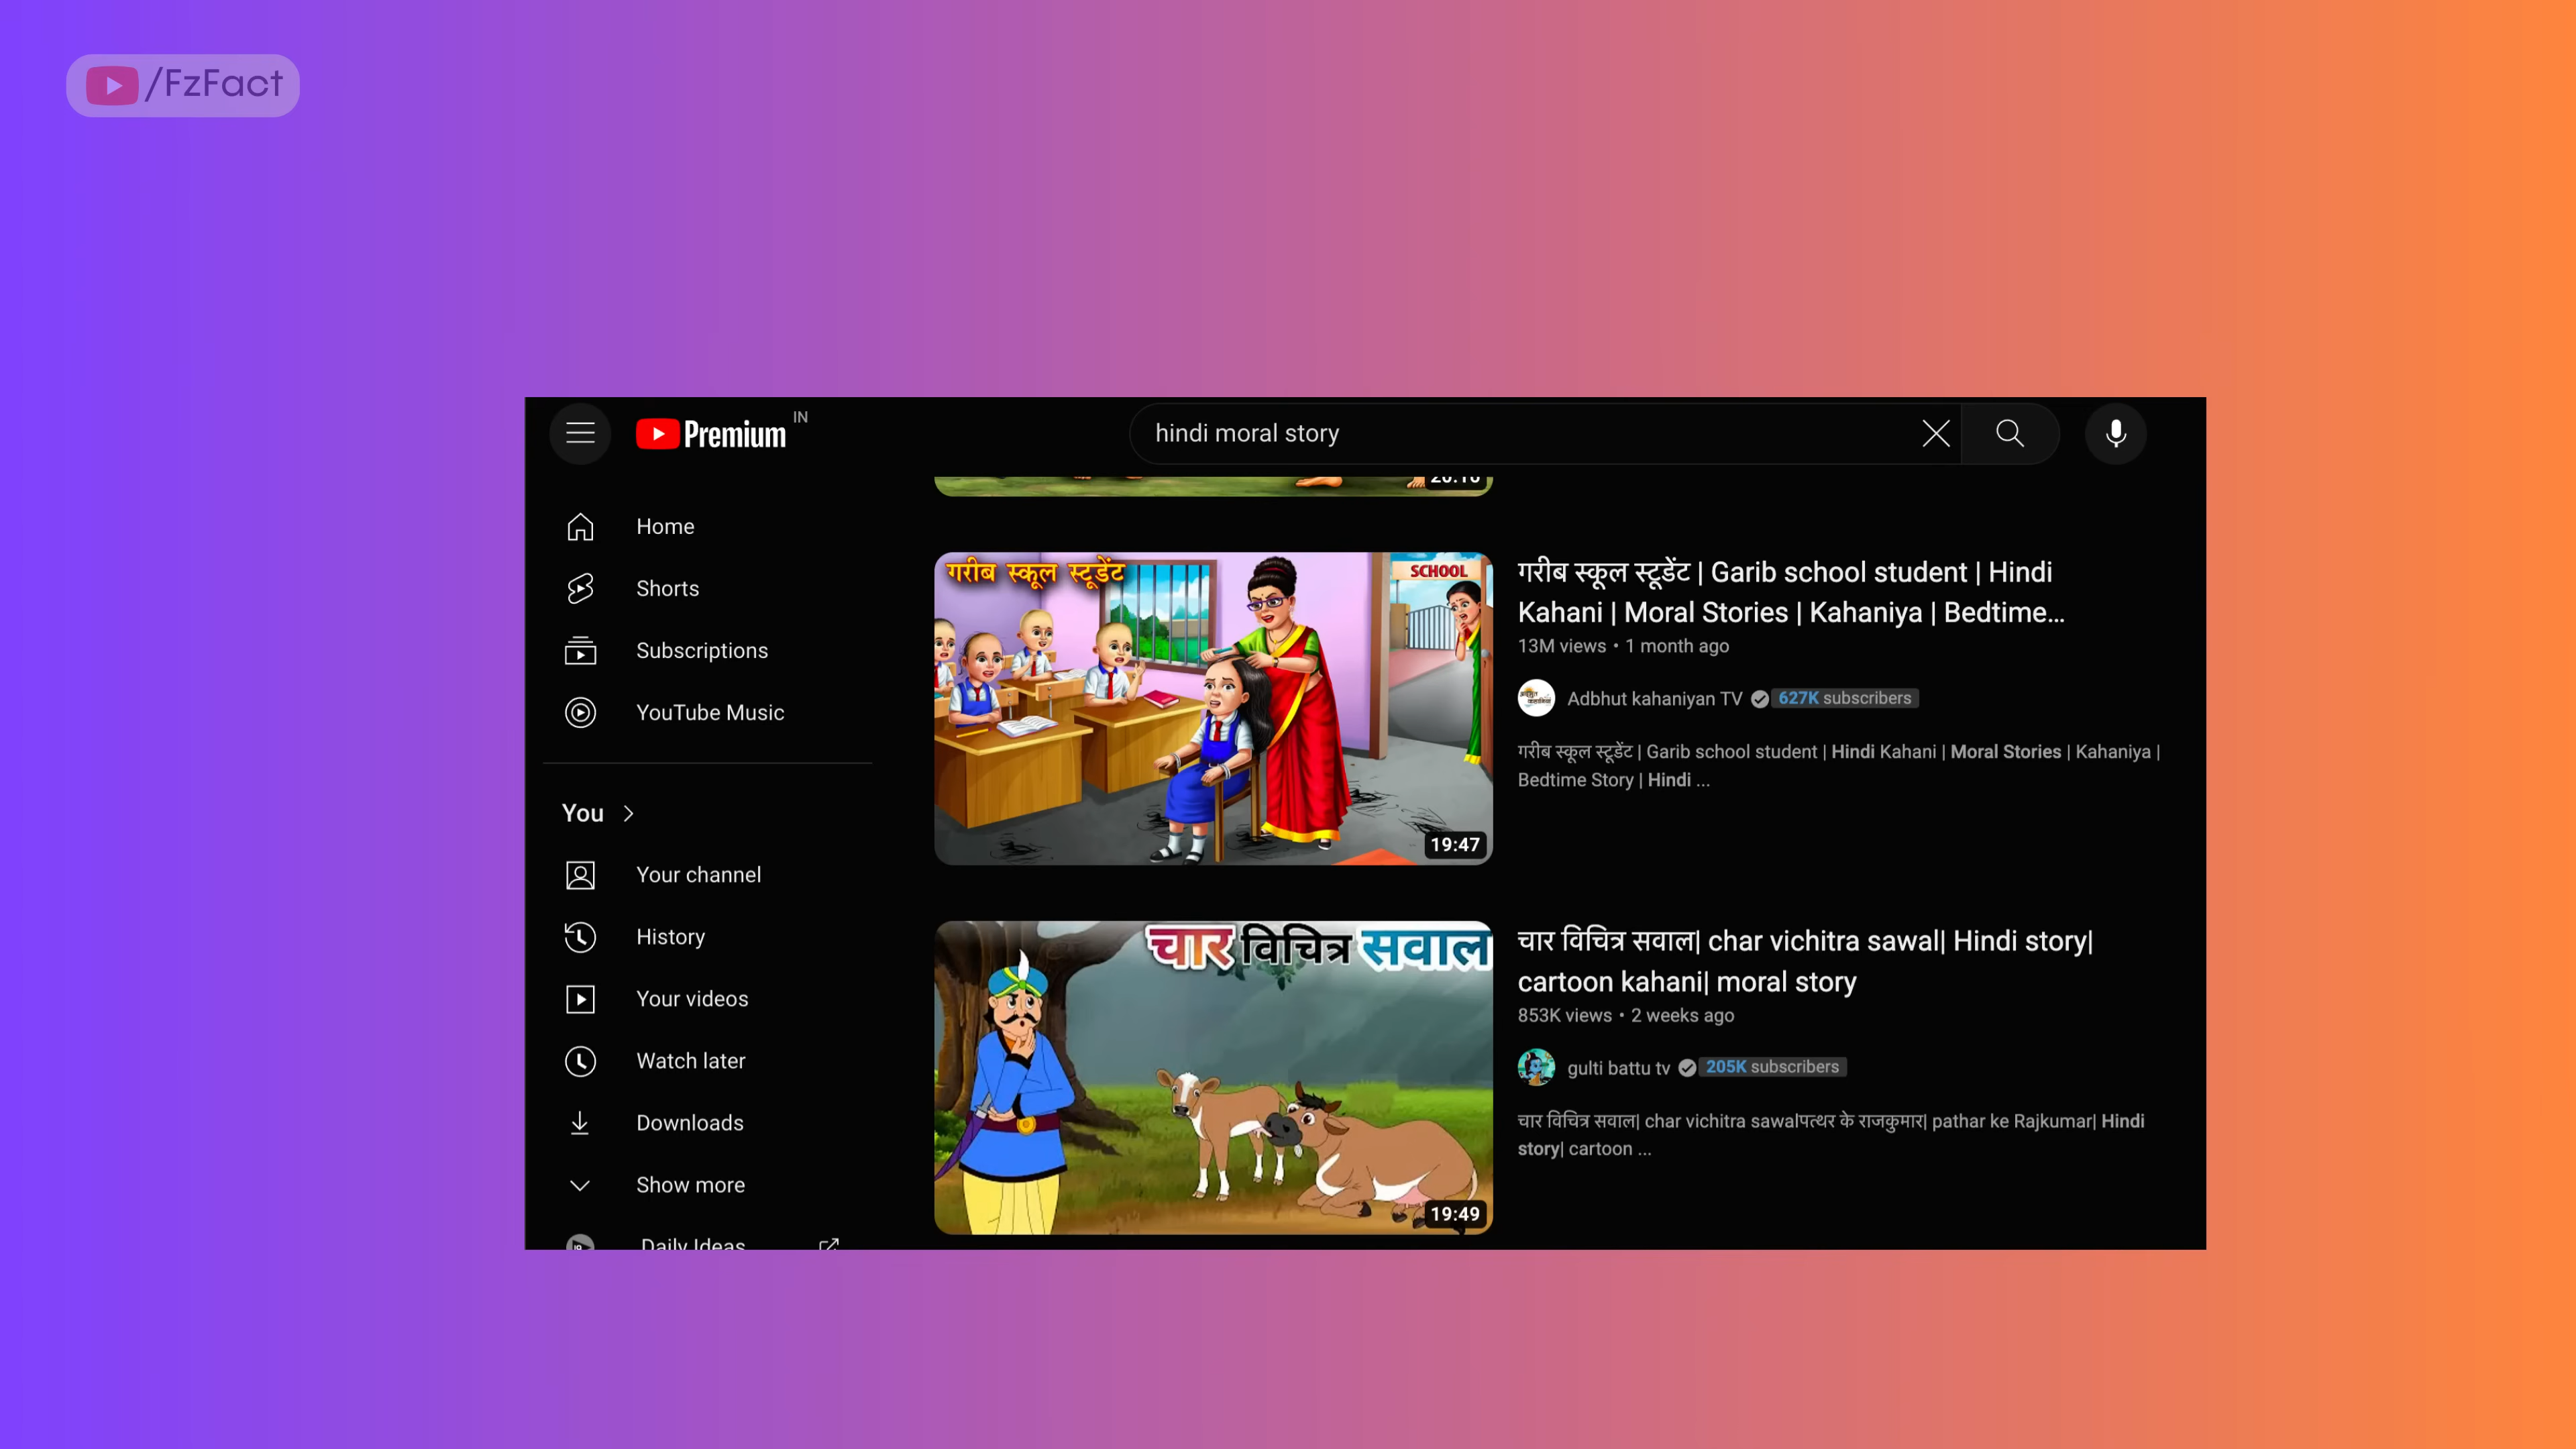 /FzFact
Premium IN
hindi moral story
Home
Shorts
Subscriptions
YouTube Music
You
Your channel
History
Your videos
Watch later
Downloads
Show more
Daily Ideas
20:16
गरीब स्कूल स्टूडेंट
SCHOOL
19:47
गरीब स्कूल स्टूडेंट | Garib school student | Hindi
Kahani | Moral Stories | Kahaniya | Bedtime...
13M views • 1 month ago
Adbhut kahaniyan TV 627K subscribers
गरीब स्कूल स्टूडेंट | Garib school student | Hindi Kahani | Moral Stories | Kahaniya |
Bedtime Story | Hindi ...
चार विचित्र सवाल
19:49
चार विचित्र सवाल| char vichitra sawal| Hindi story|
cartoon kahani| moral story
853K views • 2 weeks ago
gulti battu tv 205K subscribers
चार विचित्र सवाल| char vichitra sawalपत्थर के राजकुमार| pathar ke Rajkumar| Hindi
story| cartoon ...